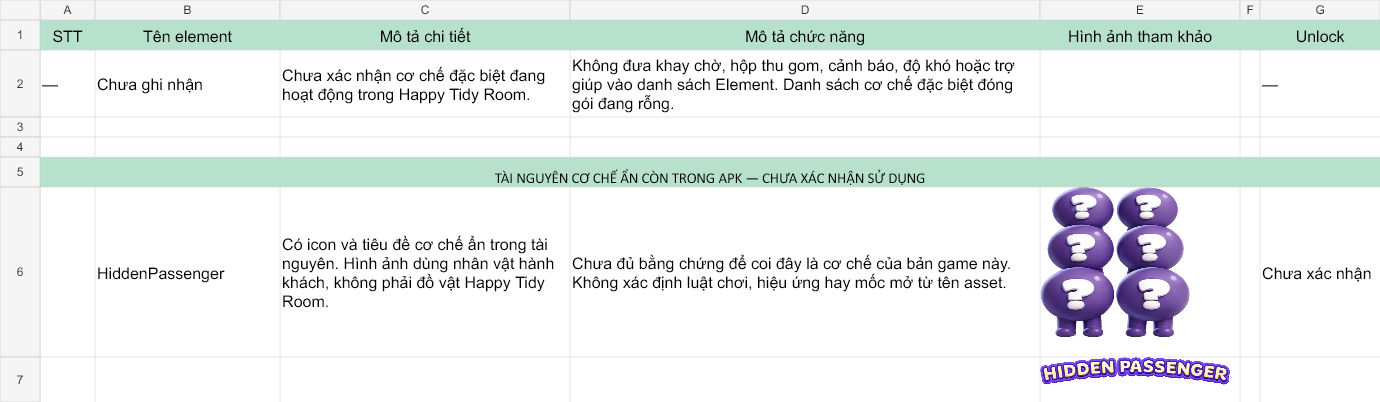 A B C D E F G
1 STT Tên element Mô tả chi tiết Mô tả chức năng Hình ảnh tham khảo Unlock
2 — Chưa ghi nhận Chưa xác nhận cơ chế đặc biệt đang
hoạt động trong Happy Tidy Room.
Không đưa khay chờ, hộp thu gom, cảnh báo, độ khó hoặc trợ
giúp vào danh sách Element. Danh sách cơ chế đặc biệt đóng
gói đang rỗng.
—
3
4
5 TÀI NGUYÊN CƠ CHẾ ẨN CÒN TRONG APK — CHƯA XÁC NHẬN SỬ DỤNG
6 HiddenPassenger
Có icon và tiêu đề cơ chế ẩn trong tài
nguyên. Hình ảnh dùng nhân vật hành
khách, không phải đồ vật Happy Tidy
Room.
Chưa đủ bằng chứng để coi đây là cơ chế của bản game này.
Không xác định luật chơi, hiệu ứng hay mốc mở từ tên asset.
? ?
? ?
? ?
Chưa xác nhận
7 HIDDEN PASSENGER